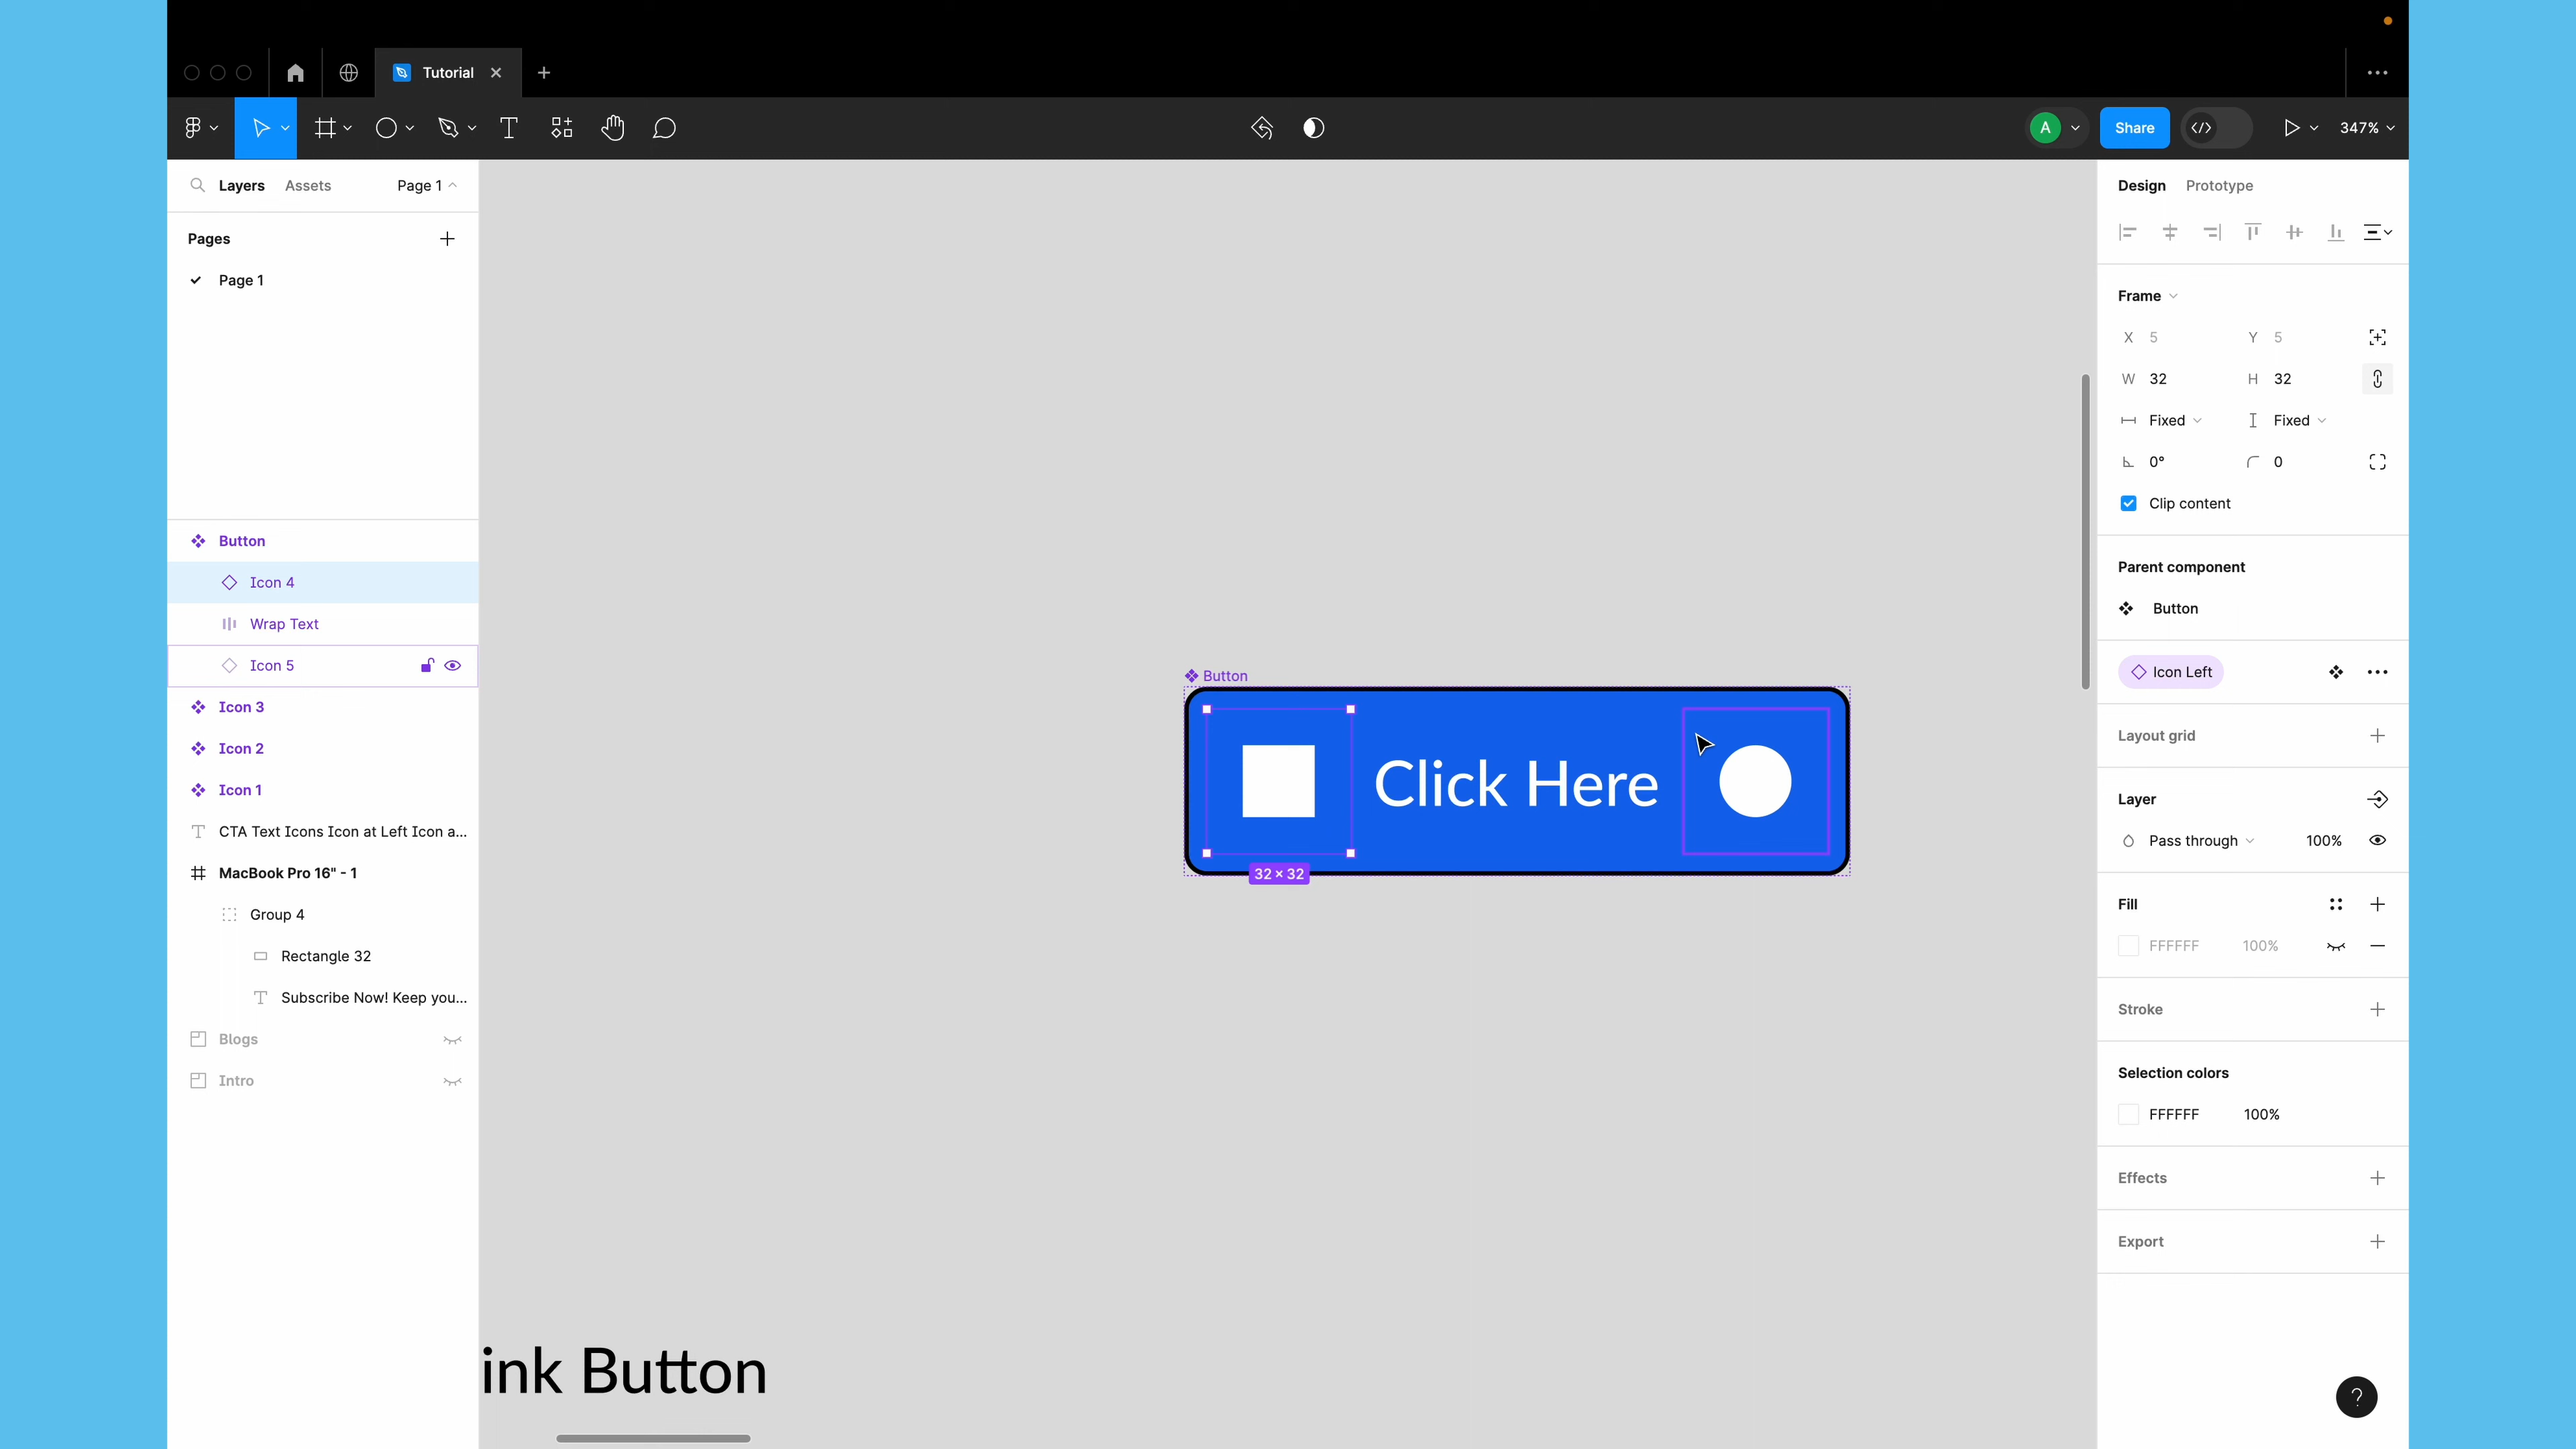 Tutorial
A
Share
347%
Layers Assets Page 1
Pages
Page 1
Button
Icon 4
Wrap Text
Icon 5
Icon 3
Icon 2
Icon 1
CTA Text Icons Icon at Left Icon a...
MacBook Pro 16" - 1
Group 4
Rectangle 32
Subscribe Now! Keep you...
Blogs
Intro
Button
Click Here
32 × 32
ink Button
Design Prototype
Frame
X 5 Y 5
W 32 H 32
Fixed Fixed
0° 0
Clip content
Parent component
Button
Icon Left
Layout grid
Layer
Pass through 100%
Fill
FFFFFF 100%
Stroke
Selection colors
FFFFFF 100%
Effects
Export
?